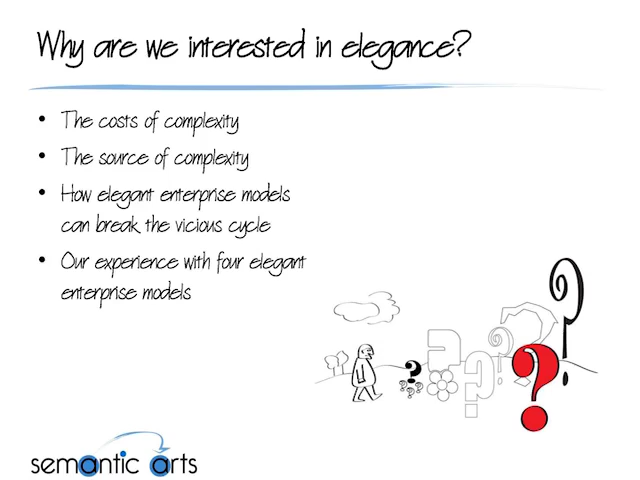 Why are we interested in elegance?
• The costs of complexity
• The source of complexity
• How elegant enterprise models
can break the vicious cycle
• Our experience with four elegant
enterprise models
? ? ? ? ? ? ?
semantic arts